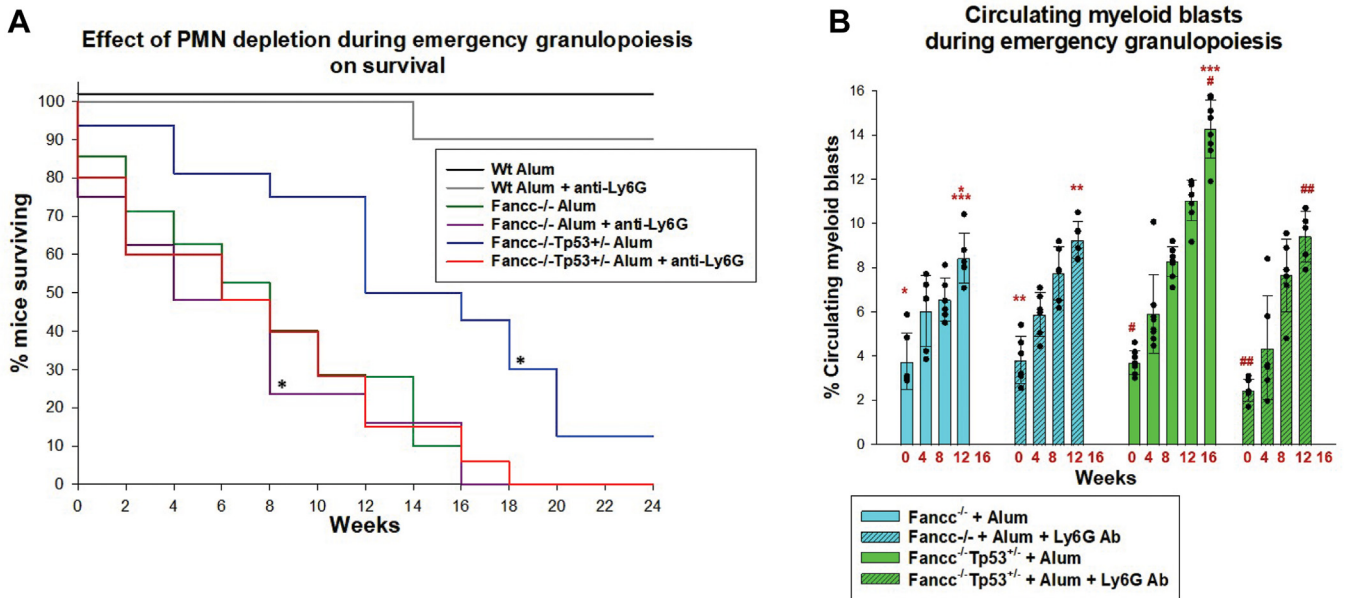 A
Effect of PMN depletion during emergency granulopoiesis
on survival
% mice surviving
100
90
80
70
60
50
40
30
20
10
0
0 2 4 6 8 10 12 14 16 18 20 22 24
Weeks
Wt Alum
Wt Alum + anti-Ly6G
Fancc-/- Alum
Fancc-/- Alum + anti-Ly6G
Fancc-/-Tp53+/- Alum
Fancc-/-Tp53+/- Alum + anti-Ly6G
*
*
B
Circulating myeloid blasts
during emergency granulopoiesis
% Circulating myeloid blasts
16
14
12
10
8
6
4
2
0
*
*
***
**
**
#
***
#
##
##
0 4 8 12 16 0 4 8 12 16 0 4 8 12 16 0 4 8 12 16
Weeks
Fancc⁻/⁻ + Alum
Fancc-/- + Alum + Ly6G Ab
Fancc⁻/⁻Tp53⁺/⁻ + Alum
Fancc⁻/⁻Tp53⁺/⁻ + Alum + Ly6G Ab